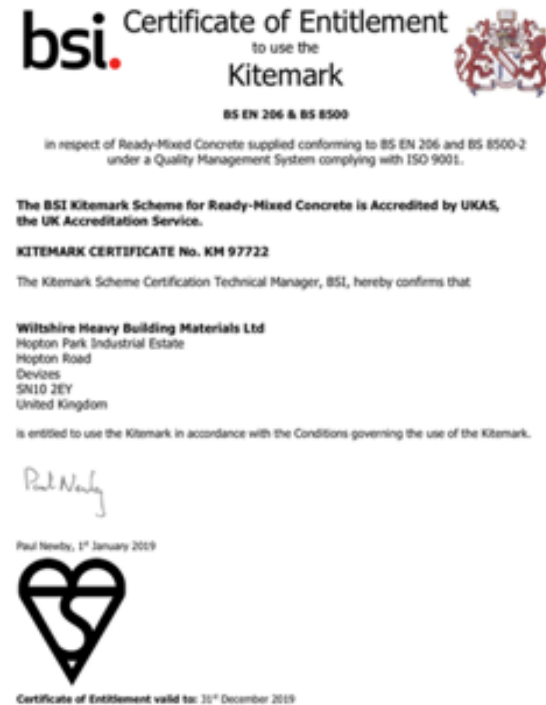 bsi.
Certificate of Entitlement
to use the
Kitemark
BS EN 206 & BS 8500
in respect of Ready-Mixed Concrete supplied conforming to BS EN 206 and BS 8500-2
under a Quality Management System complying with ISO 9001.
The BSI Kitemark Scheme for Ready-Mixed Concrete is Accredited by UKAS,
the UK Accreditation Service.
KITEMARK CERTIFICATE No. KM 97722
The Kitemark Scheme Certification Technical Manager, BSI, hereby confirms that
Wiltshire Heavy Building Materials Ltd
Hopton Park Industrial Estate
Hopton Road
Devizes
SN10 2EY
United Kingdom
is entitled to use the Kitemark in accordance with the Conditions governing the use of the Kitemark.
Paul Newby
Paul Newby, 1st January 2019
Certificate of Entitlement valid to: 31st December 2019